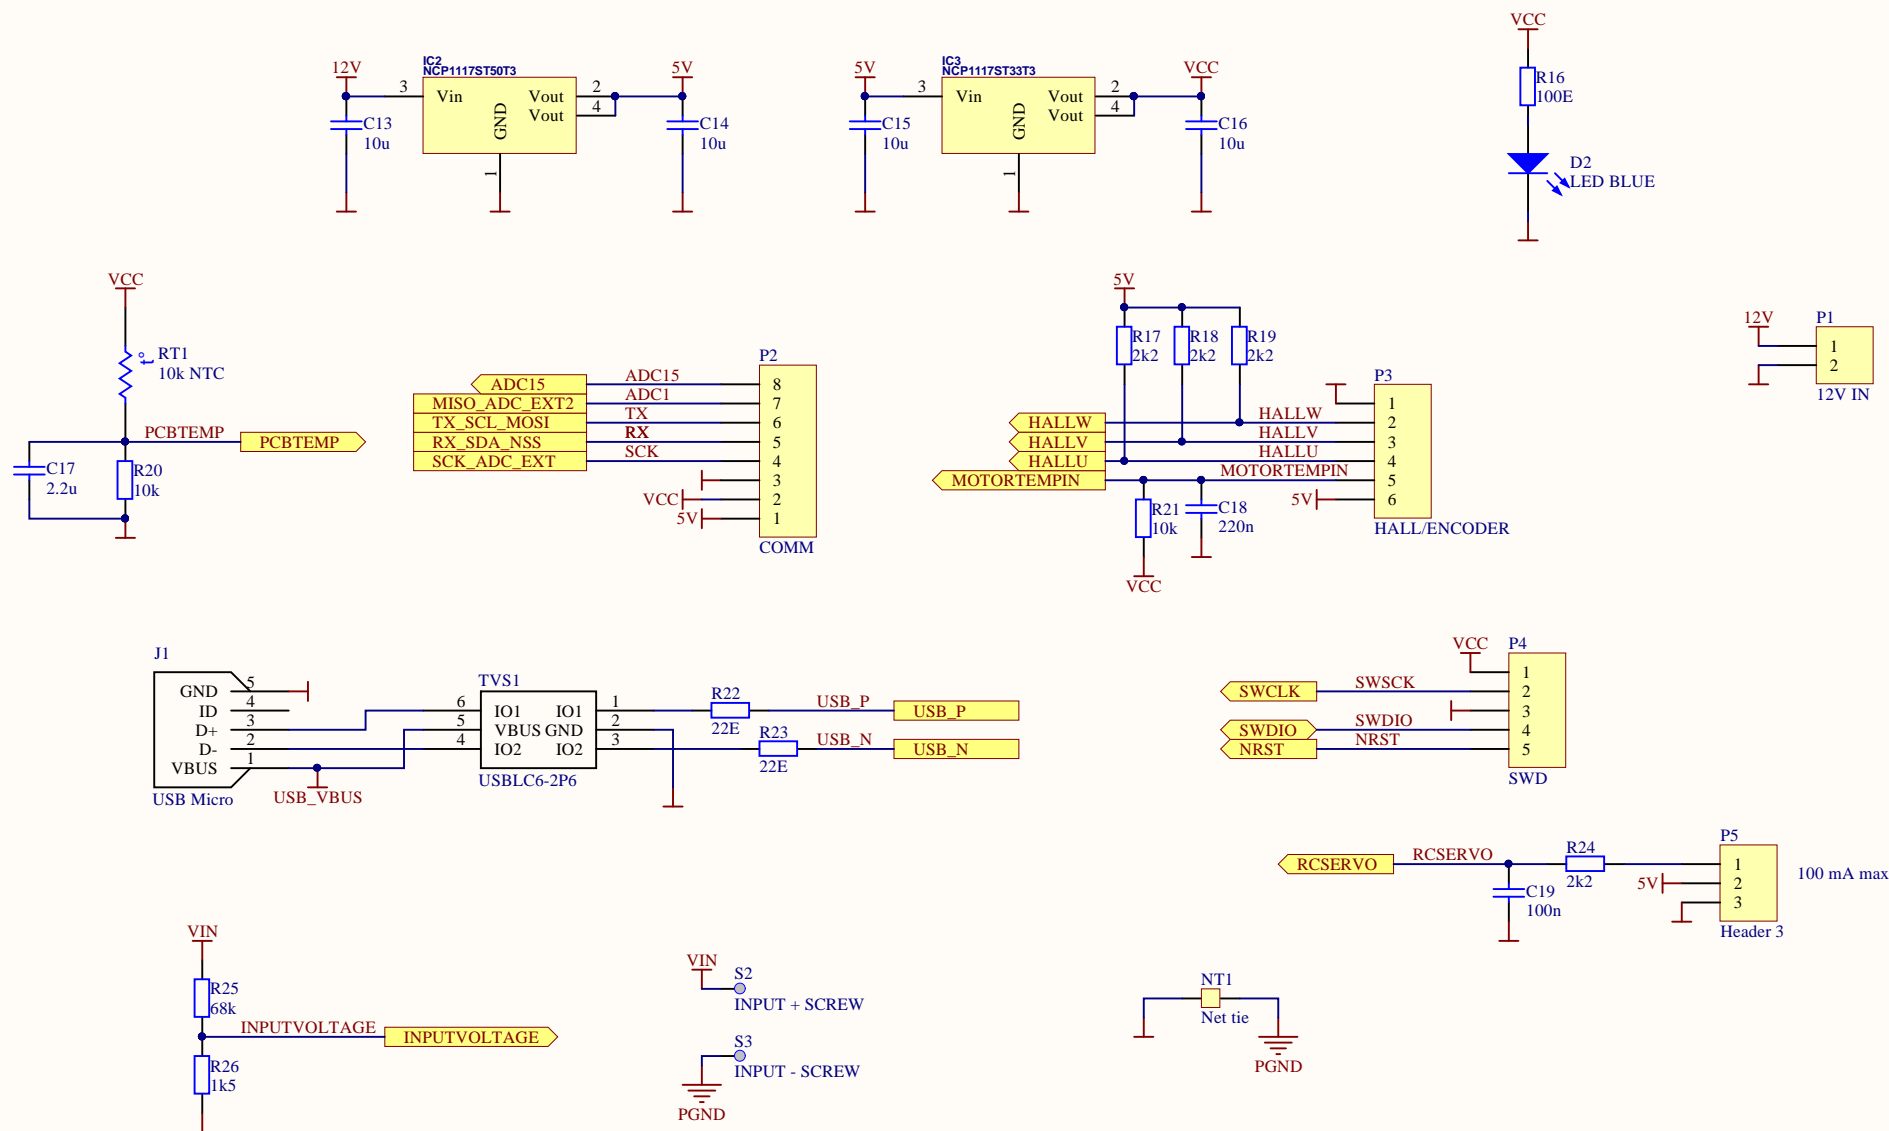 VCC
R16
100E
D2
LED BLUE
IC2
NCP1117ST50T3
12V
3
Vin
GND
Vout
Vout
2
4
1
5V
C13
10u
C14
10u
IC3
NCP1117ST33T3
5V
3
Vin
GND
Vout
Vout
2
4
1
VCC
C15
10u
C16
10u
VCC
t°
RT1
10k NTC
PCBTEMP
PCBTEMP
C17
2.2u
R20
10k
P2
ADC15
ADC15
8
MISO_ADC_EXT2
ADC1
7
TX_SCL_MOSI
TX
6
RX_SDA_NSS
RX
5
SCK_ADC_EXT
SCK
4
3
VCC
2
5V
1
COMM
5V
R17
2k2
R18
2k2
R19
2k2
P3
1
HALLW
HALLW
2
HALLV
HALLV
3
HALLU
HALLU
4
MOTORTEMPIN
MOTORTEMPIN
5
5V
6
R21
10k
C18
220n
VCC
HALL/ENCODER
12V
P1
1
2
12V IN
J1
GND
5
ID
4
D+
3
D-
2
VBUS
1
USB Micro
USB_VBUS
TVS1
6
IO1
IO1
1
5
VBUS
GND
2
4
IO2
IO2
3
USBLC6-2P6
R22
22E
USB_P
USB_P
R23
22E
USB_N
USB_N
VCC
P4
1
SWCLK
SWSCK
2
3
SWDIO
SWDIO
4
NRST
NRST
5
SWD
RCSERVO
RCSERVO
R24
2k2
C19
100n
P5
1
5V
2
3
Header 3
100 mA max
VIN
R25
68k
INPUTVOLTAGE
INPUTVOLTAGE
R26
1k5
VIN
S2
INPUT + SCREW
S3
INPUT - SCREW
PGND
NT1
Net tie
PGND